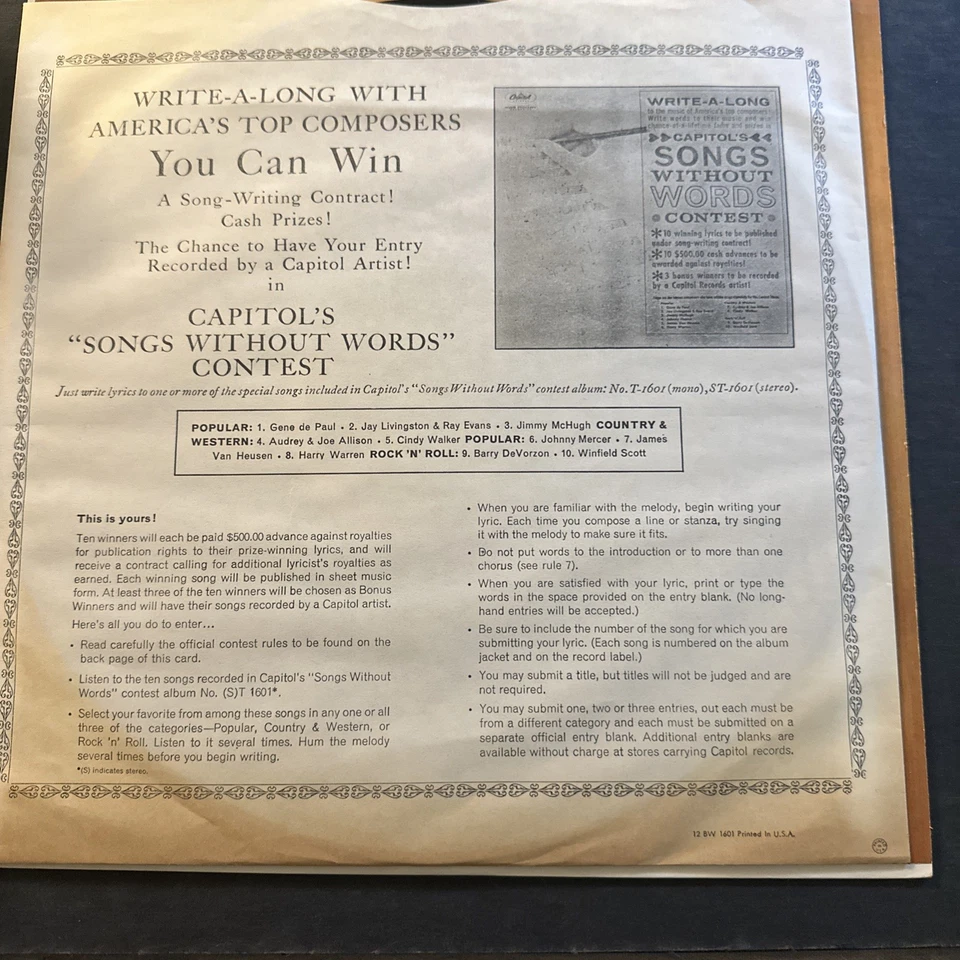 WRITE-A-LONG WITH
AMERICA'S TOP COMPOSERS
You Can Win
A Song-Writing Contract!
Cash Prizes!
The Chance to Have Your Entry
Recorded by a Capitol Artist!
in
CAPITOL'S
"SONGS WITHOUT WORDS"
CONTEST
Capitol
WRITE-A-LONG
to the music of America's top composers
Write words to their music and win
CAPITOL'S
SONGS
WITHOUT
WORDS
CONTEST
10 winning lyrics to be published
under song-writing contract!
10 $500.00 cash advances to be
awarded against royalties!
3 bonus winners to be recorded
by a Capitol Records artist!
Just write lyrics to one or more of the special songs included in Capitol's "Songs Without Words" contest album: No. T-1601 (mono), ST-1601 (stereo).
POPULAR: 1. Gene de Paul • 2. Jay Livingston & Ray Evans • 3. Jimmy McHugh COUNTRY &
WESTERN: 4. Audrey & Joe Allison • 5. Cindy Walker POPULAR: 6. Johnny Mercer • 7. James
Van Heusen • 8. Harry Warren ROCK 'N' ROLL: 9. Barry DeVorzon • 10. Winfield Scott
This is yours!
Ten winners will each be paid $500.00 advance against royalties
for publication rights to their prize-winning lyrics, and will
receive a contract calling for additional lyricist's royalties as
earned. Each winning song will be published in sheet music
form. At least three of the ten winners will be chosen as Bonus
Winners and will have their songs recorded by a Capitol artist.
Here's all you do to enter...
• Read carefully the official contest rules to be found on the
back page of this card.
• Listen to the ten songs recorded in Capitol's "Songs Without
Words" contest album No. (S)T 1601*.
• Select your favorite from among these songs in any one or all
three of the categories—Popular, Country & Western, or
Rock 'n' Roll. Listen to it several times. Hum the melody
several times before you begin writing.
*(S) indicates stereo.
• When you are familiar with the melody, begin writing your
lyric. Each time you compose a line or stanza, try singing
it with the melody to make sure it fits.
• Do not put words to the introduction or to more than one
chorus (see rule 7).
• When you are satisfied with your lyric, print or type the
words in the space provided on the entry blank. (No long-
hand entries will be accepted.)
• Be sure to include the number of the song for which you are
submitting your lyric. (Each song is numbered on the album
jacket and on the record label.)
• You may submit a title, but titles will not be judged and are
not required.
• You may submit one, two or three entries, out each must be
from a different category and each must be submitted on a
separate official entry blank. Additional entry blanks are
available without charge at stores carrying Capitol records.
12 BW 1601 Printed In U.S.A.